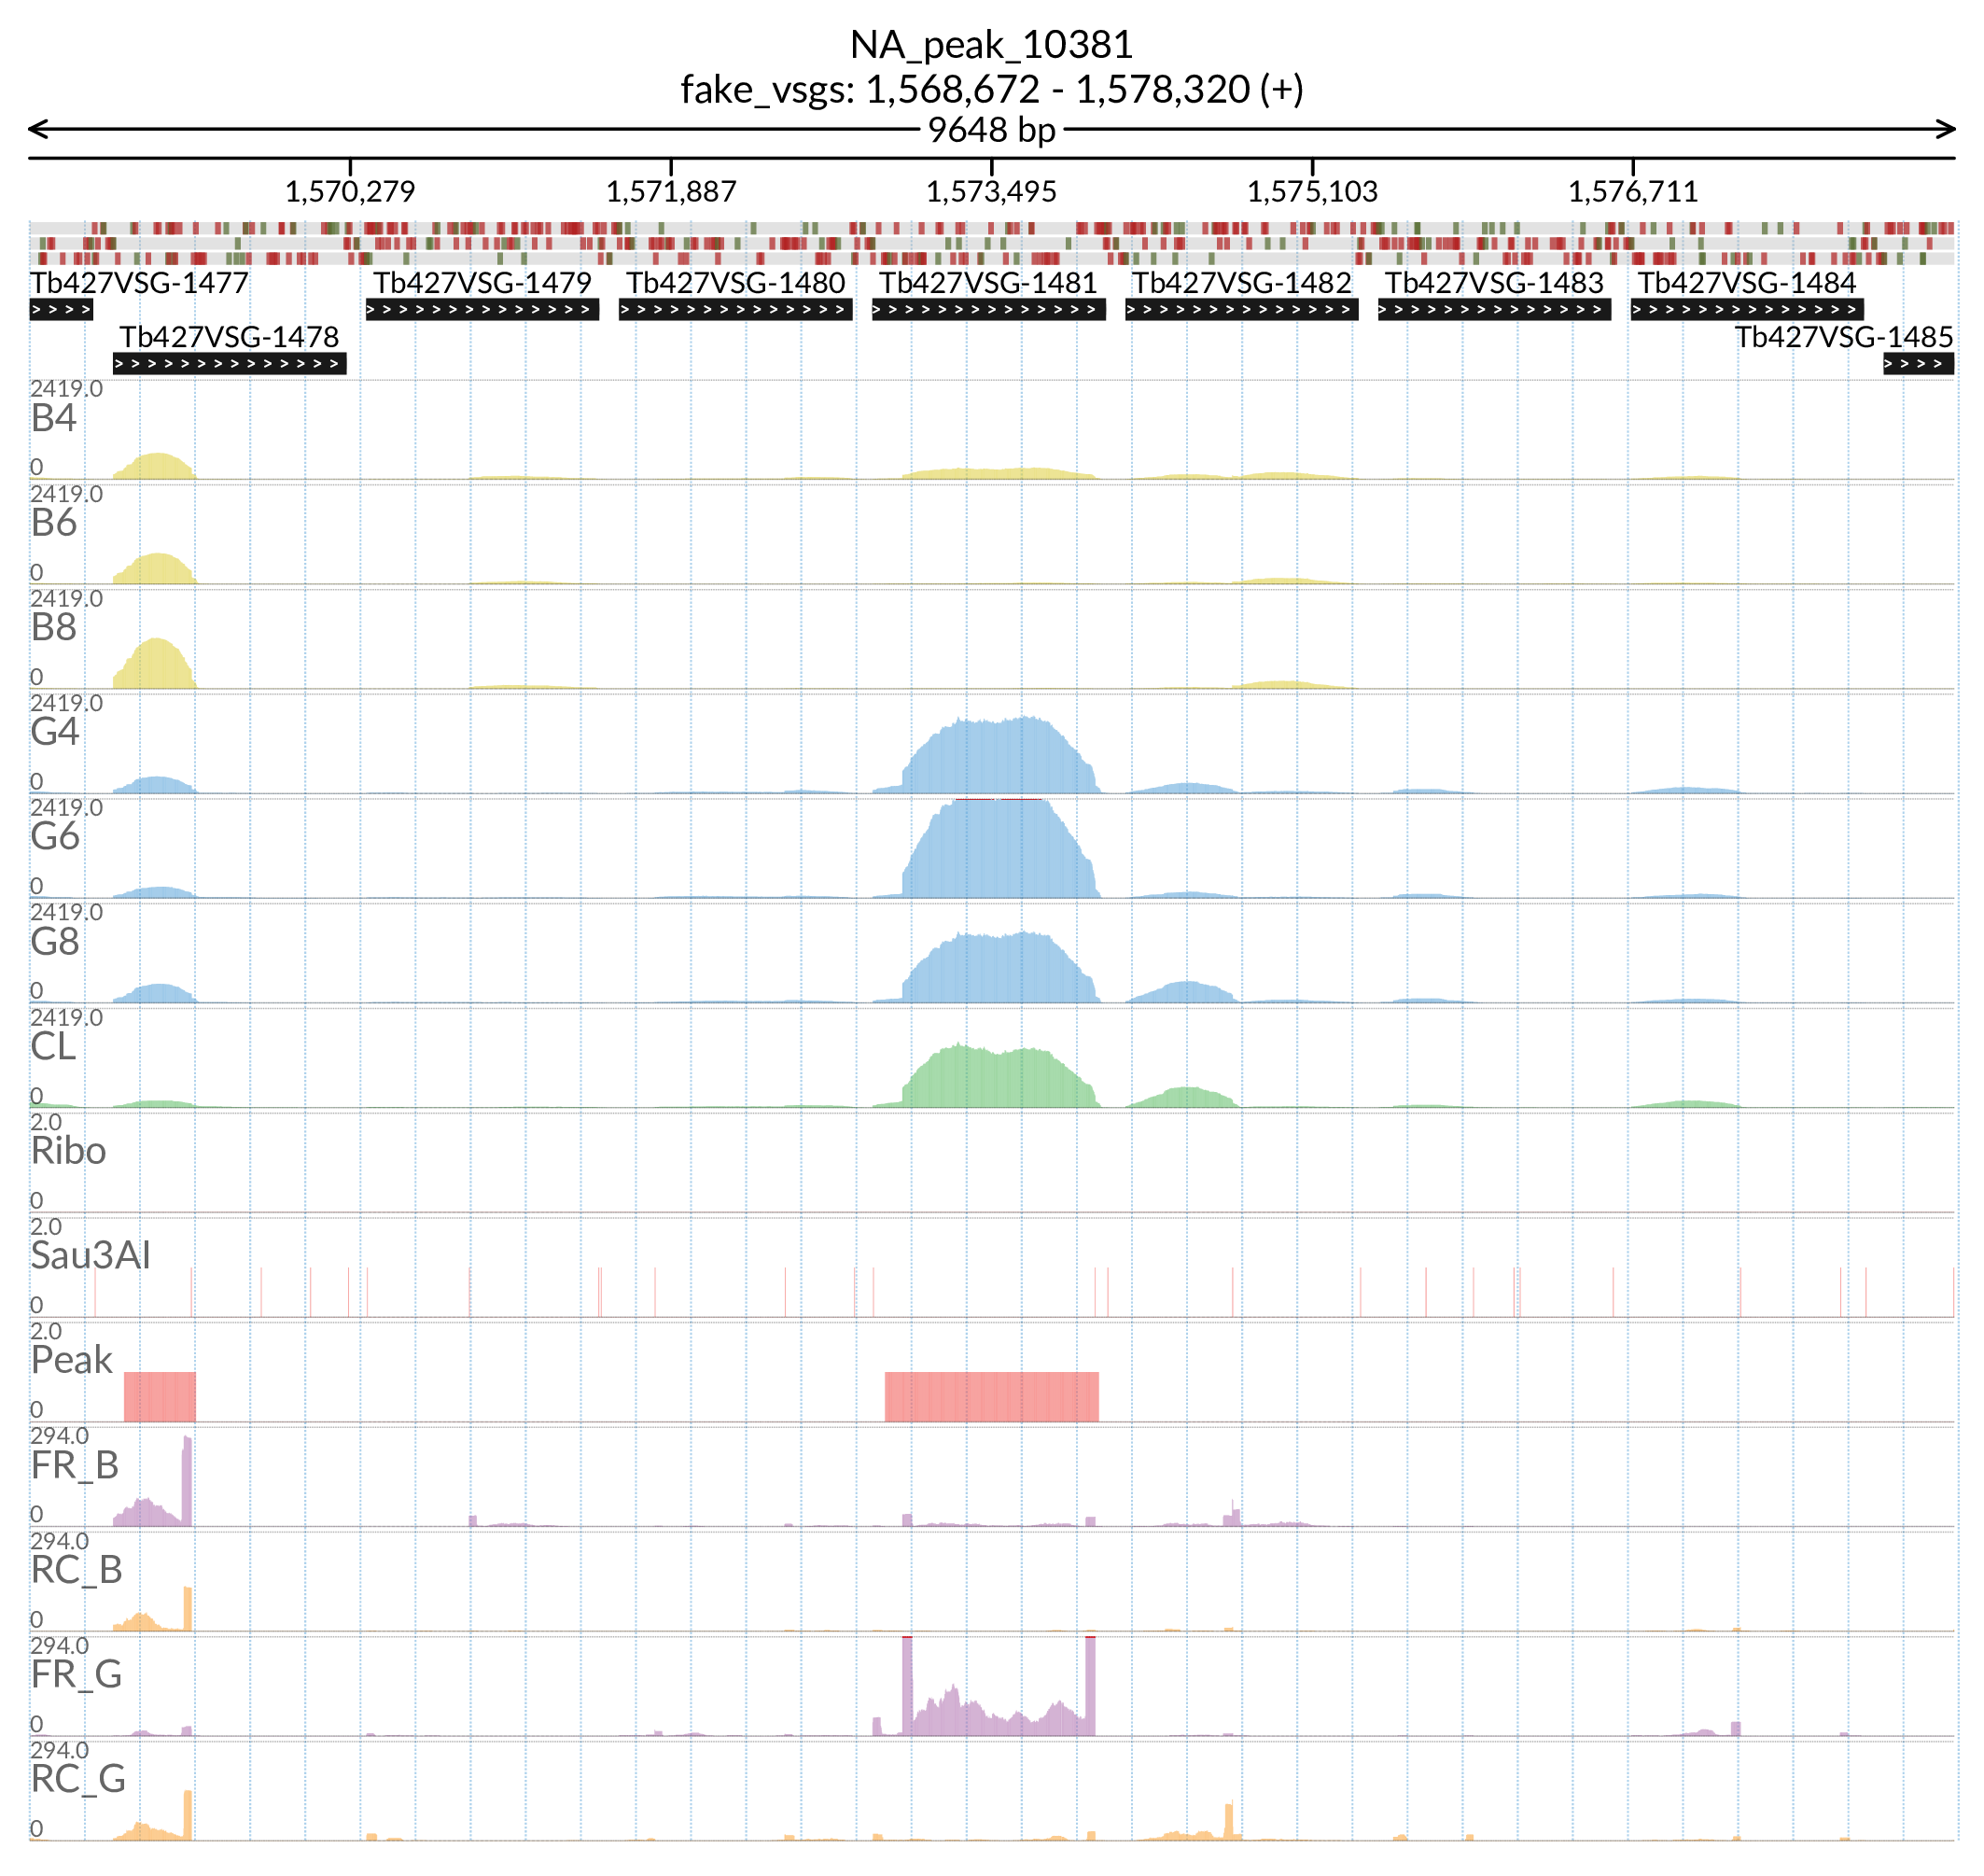 NA_peak_10381
fake_vsgs: 1,568,672 - 1,578,320 (+)
9648 bp
1,570,279 1,571,887 1,573,495 1,575,103 1,576,711
Tb427VSG-1477 Tb427VSG-1479 Tb427VSG-1480 Tb427VSG-1481 Tb427VSG-1482 Tb427VSG-1483 Tb427VSG-1484
Tb427VSG-1478 Tb427VSG-1485
2419.0
B4
0
2419.0
B6
0
2419.0
B8
0
2419.0
G4
0
2419.0
G6
0
2419.0
G8
0
2419.0
CL
0
2.0
Ribo
0
2.0
Sau3AI
0
2.0
Peak
0
294.0
FR_B
0
294.0
RC_B
0
294.0
FR_G
0
294.0
RC_G
0